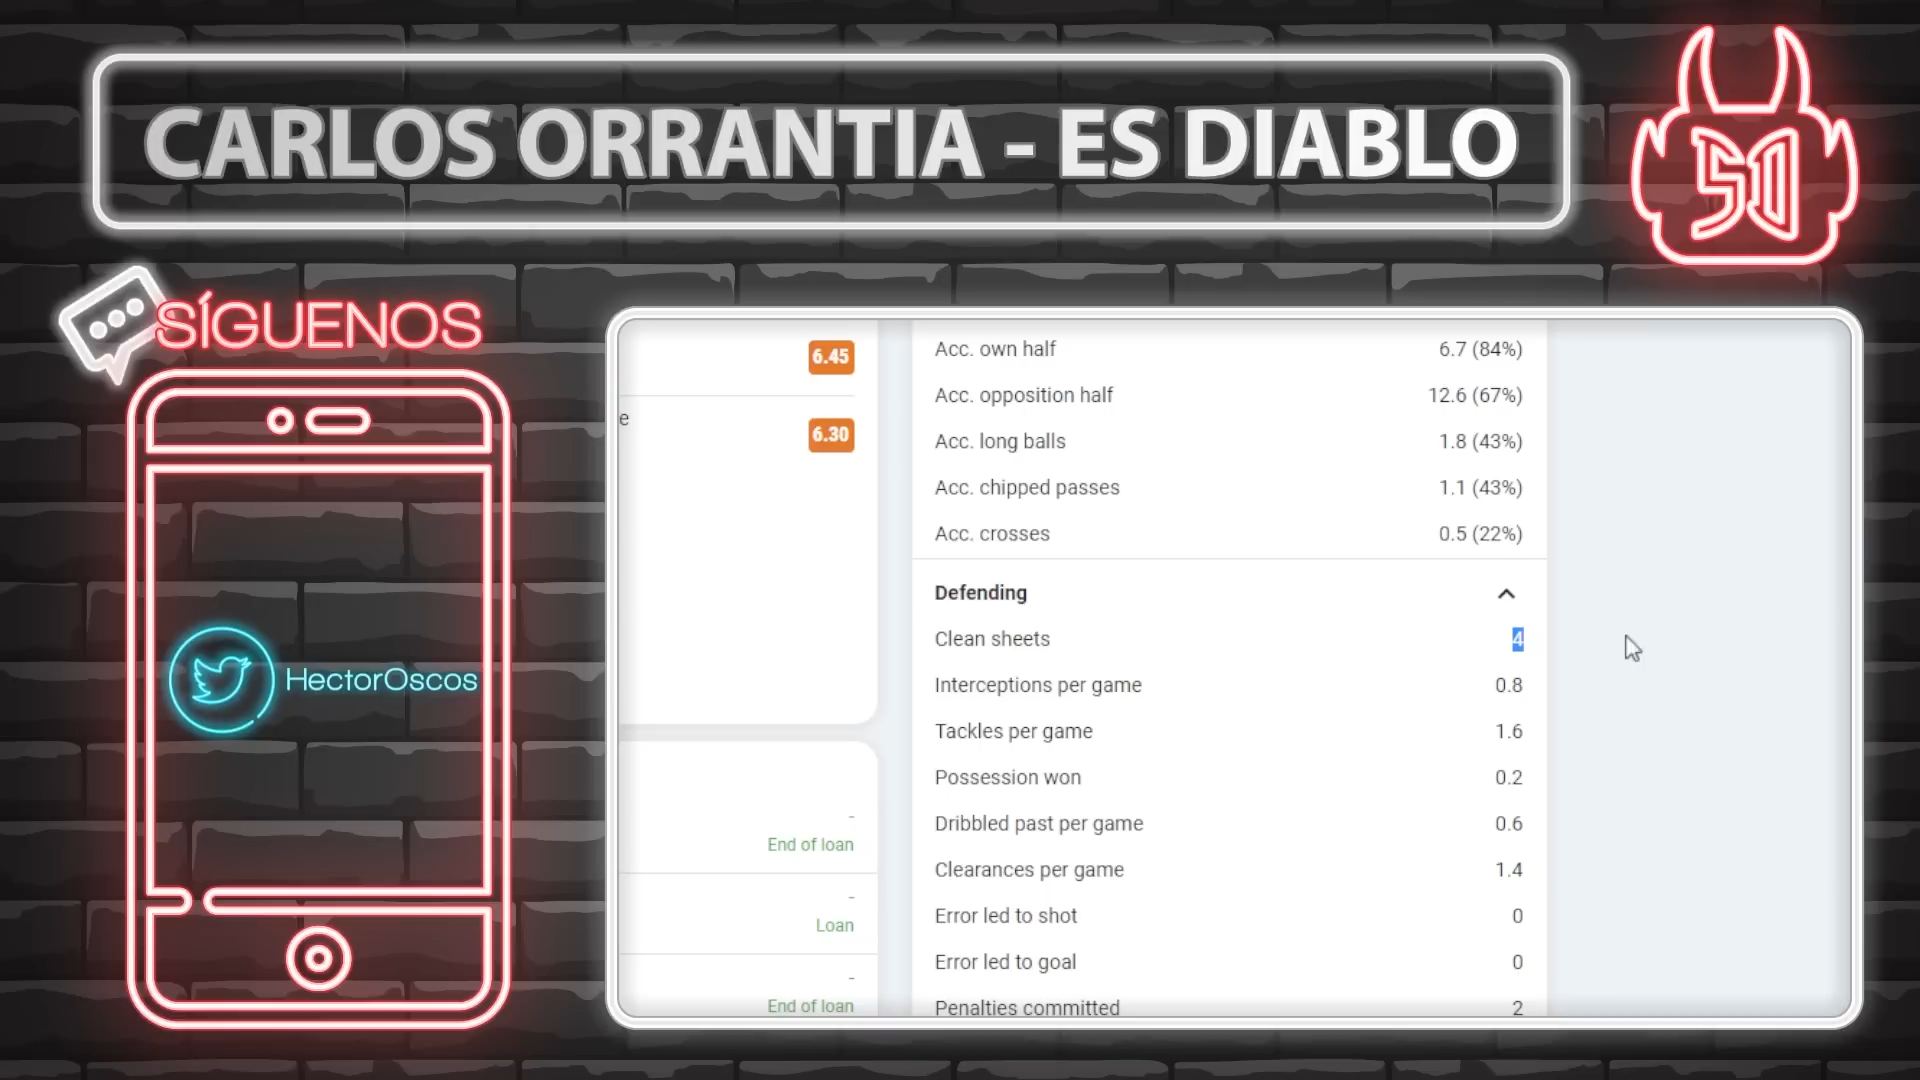 CARLOS ORRANTIA - ES DIABLO
SÍGUENOS
HectorOscos
6.45
e
6.30
-
End of loan
-
Loan
-
End of loan
Acc. own half 6.7 (84%)
Acc. opposition half 12.6 (67%)
Acc. long balls 1.8 (43%)
Acc. chipped passes 1.1 (43%)
Acc. crosses 0.5 (22%)
Defending
Clean sheets 4
Interceptions per game 0.8
Tackles per game 1.6
Possession won 0.2
Dribbled past per game 0.6
Clearances per game 1.4
Error led to shot 0
Error led to goal 0
Penalties committed 2